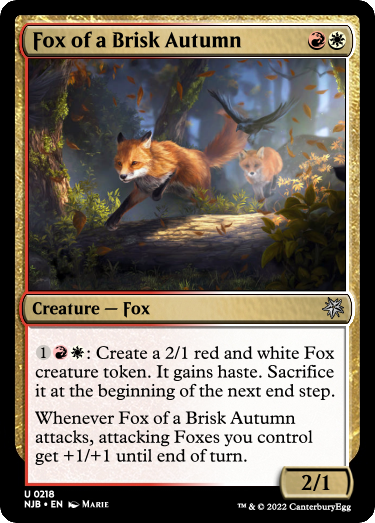 Fox of a Brisk Autumn
Creature — Fox
1: Create a 2/1 red and white Fox
creature token. It gains haste. Sacrifice
it at the beginning of the next end step.
Whenever Fox of a Brisk Autumn
attacks, attacking Foxes you control
get +1/+1 until end of turn.
2/1
U 0218
NJB • EN Marie
™ & © 2022 CanterburyEgg